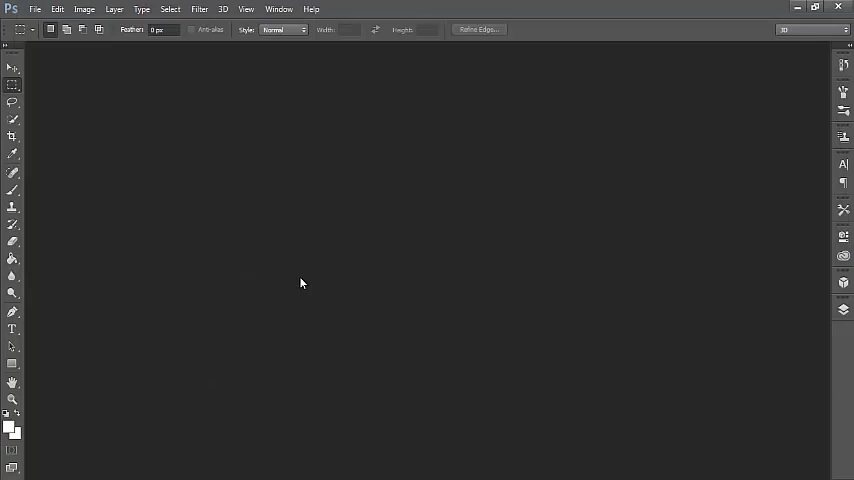 Ps File Edit Image Layer Type Select Filter 3D View Window Help
Feather: 0 px Anti-alias Style: Normal Width: Height: Refine Edge... 3D
A
T